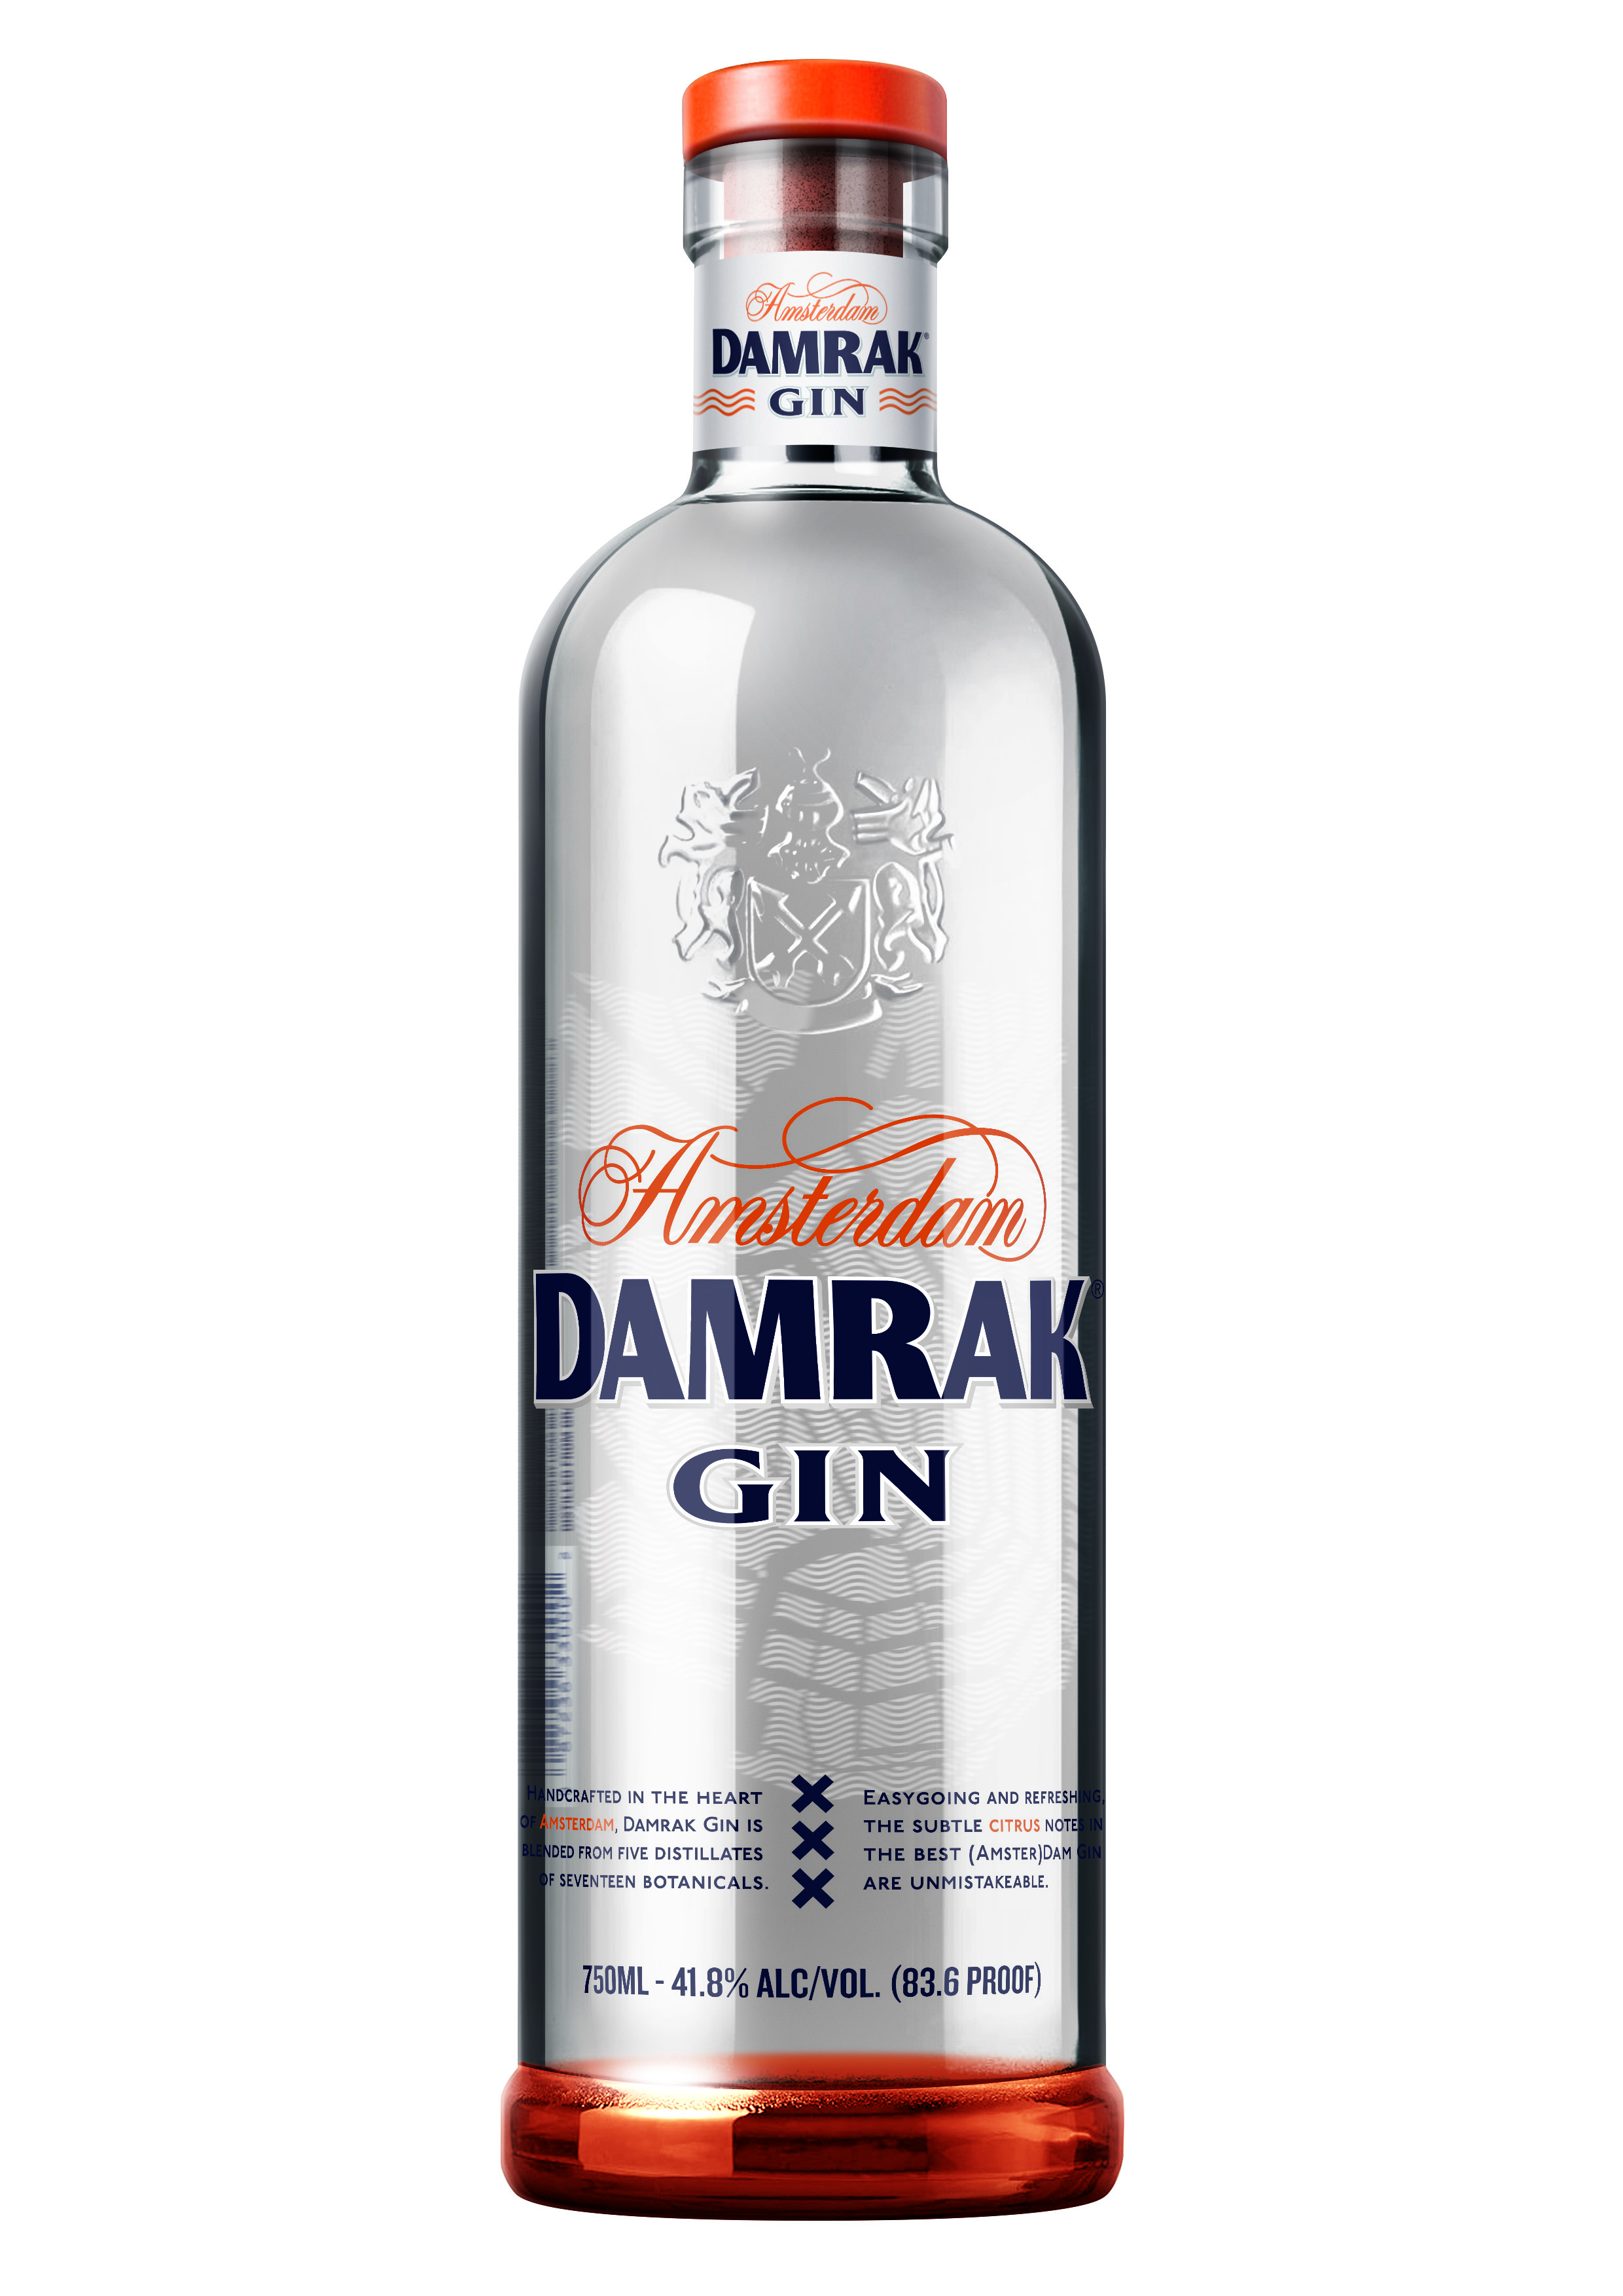 Amsterdam
DAMRAK®
GIN
Amsterdam
DAMRAK®
GIN
HANDCRAFTED IN THE HEART
OF AMSTERDAM, DAMRAK GIN IS
BLENDED FROM FIVE DISTILLATES
OF SEVENTEEN BOTANICALS.
EASYGOING AND REFRESHING,
THE SUBTLE CITRUS NOTES IN
THE BEST (AMSTER)DAM GIN
ARE UNMISTAKEABLE.
750ML - 41.8% ALC/VOL. (83.6 PROOF)